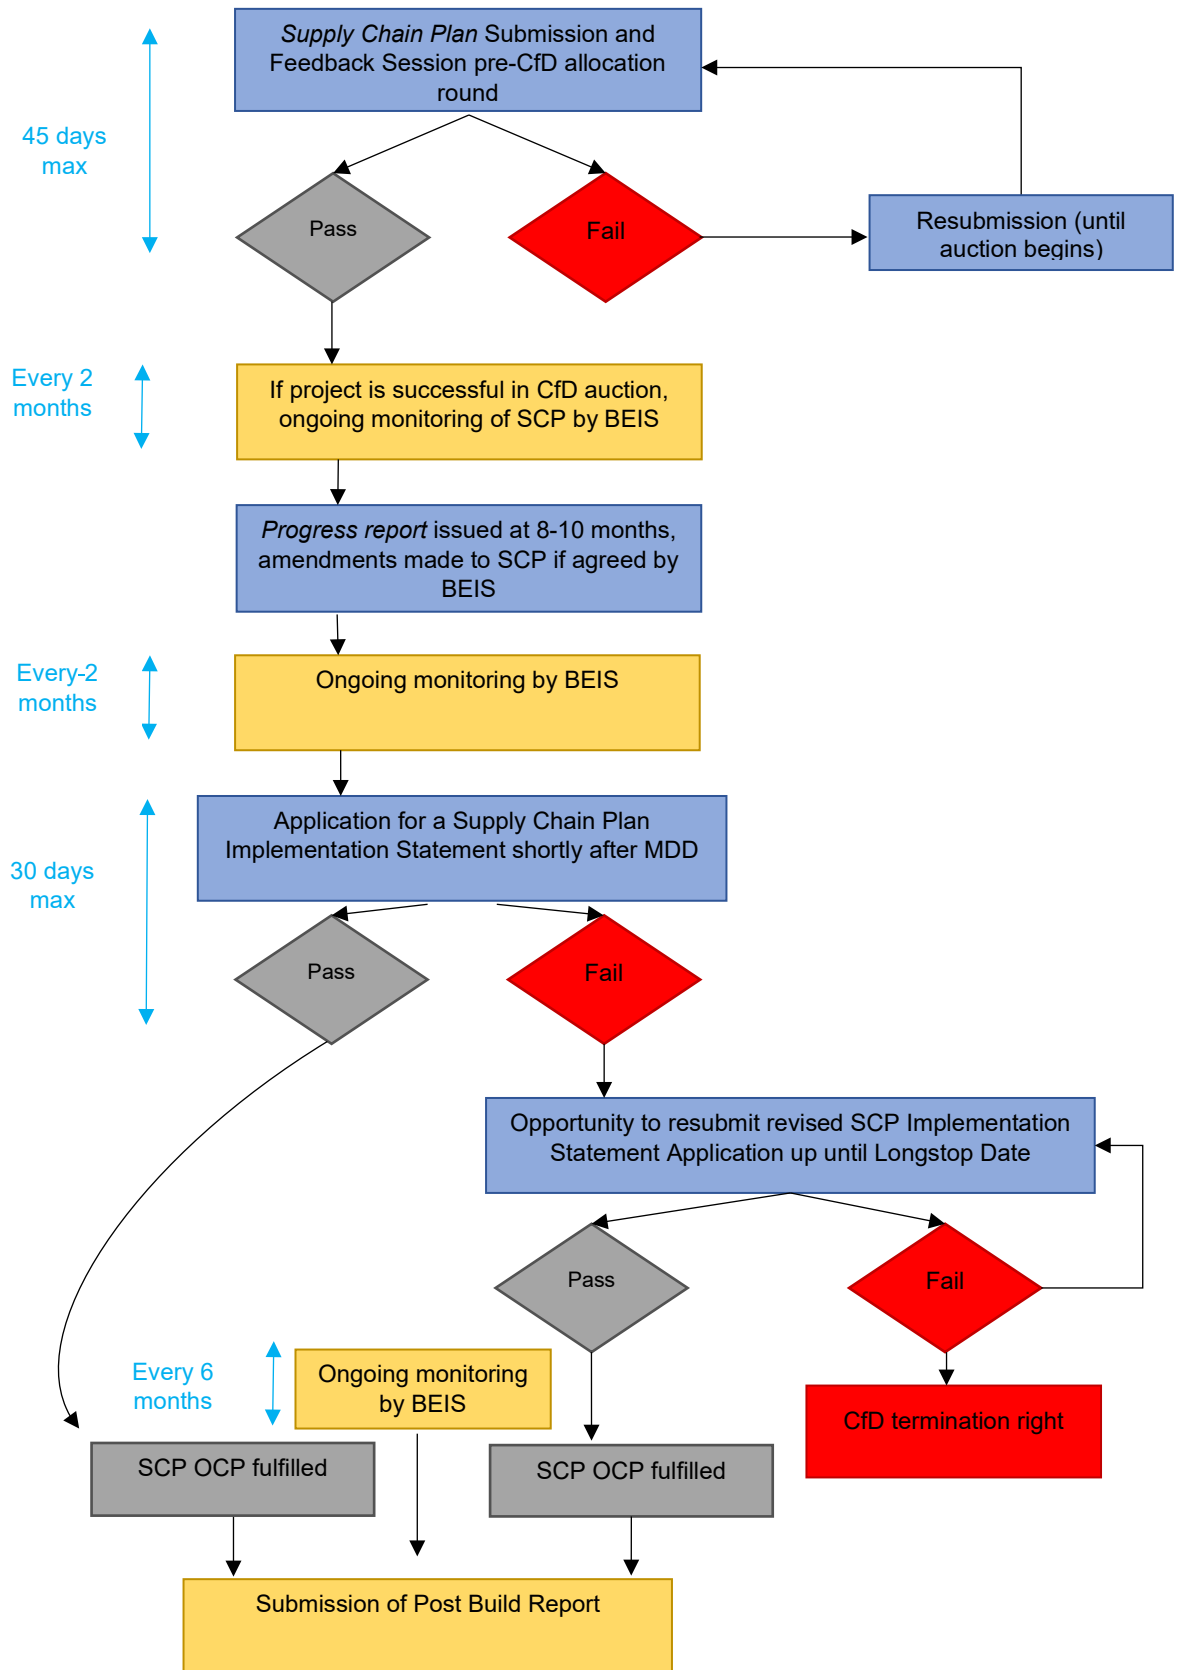 Supply Chain Plan Submission and
Feedback Session pre-CfD allocation
round
45 days
max
Pass
Fail
Resubmission (until
auction begins)
Every 2
months
If project is successful in CfD auction,
ongoing monitoring of SCP by BEIS
Progress report issued at 8-10 months,
amendments made to SCP if agreed by
BEIS
Every-2
months
Ongoing monitoring by BEIS
Application for a Supply Chain Plan
Implementation Statement shortly after MDD
30 days
max
Pass
Fail
Opportunity to resubmit revised SCP Implementation
Statement Application up until Longstop Date
Pass
Fail
Every 6
months
Ongoing monitoring
by BEIS
CfD termination right
SCP OCP fulfilled
SCP OCP fulfilled
Submission of Post Build Report